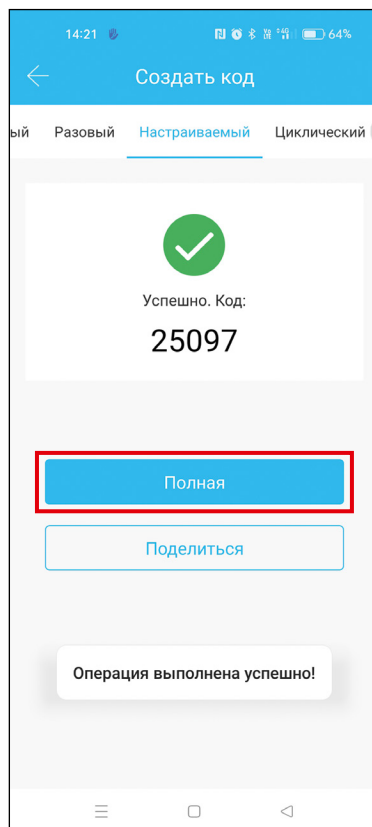 14:21 64%
Создать код
ый Разовый Настраиваемый Циклический
Успешно. Код:
25097
Полная
Поделиться
Операция выполнена успешно!